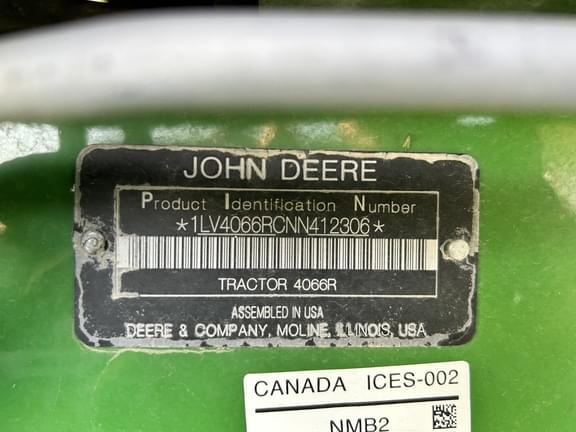 JOHN DEERE
Product Identification Number
*1LV4066RCNN412306*
TRACTOR 4066R
ASSEMBLED IN USA
DEERE & COMPANY, MOLINE, ILLINOIS, USA
CANADA ICES-002
NMB2